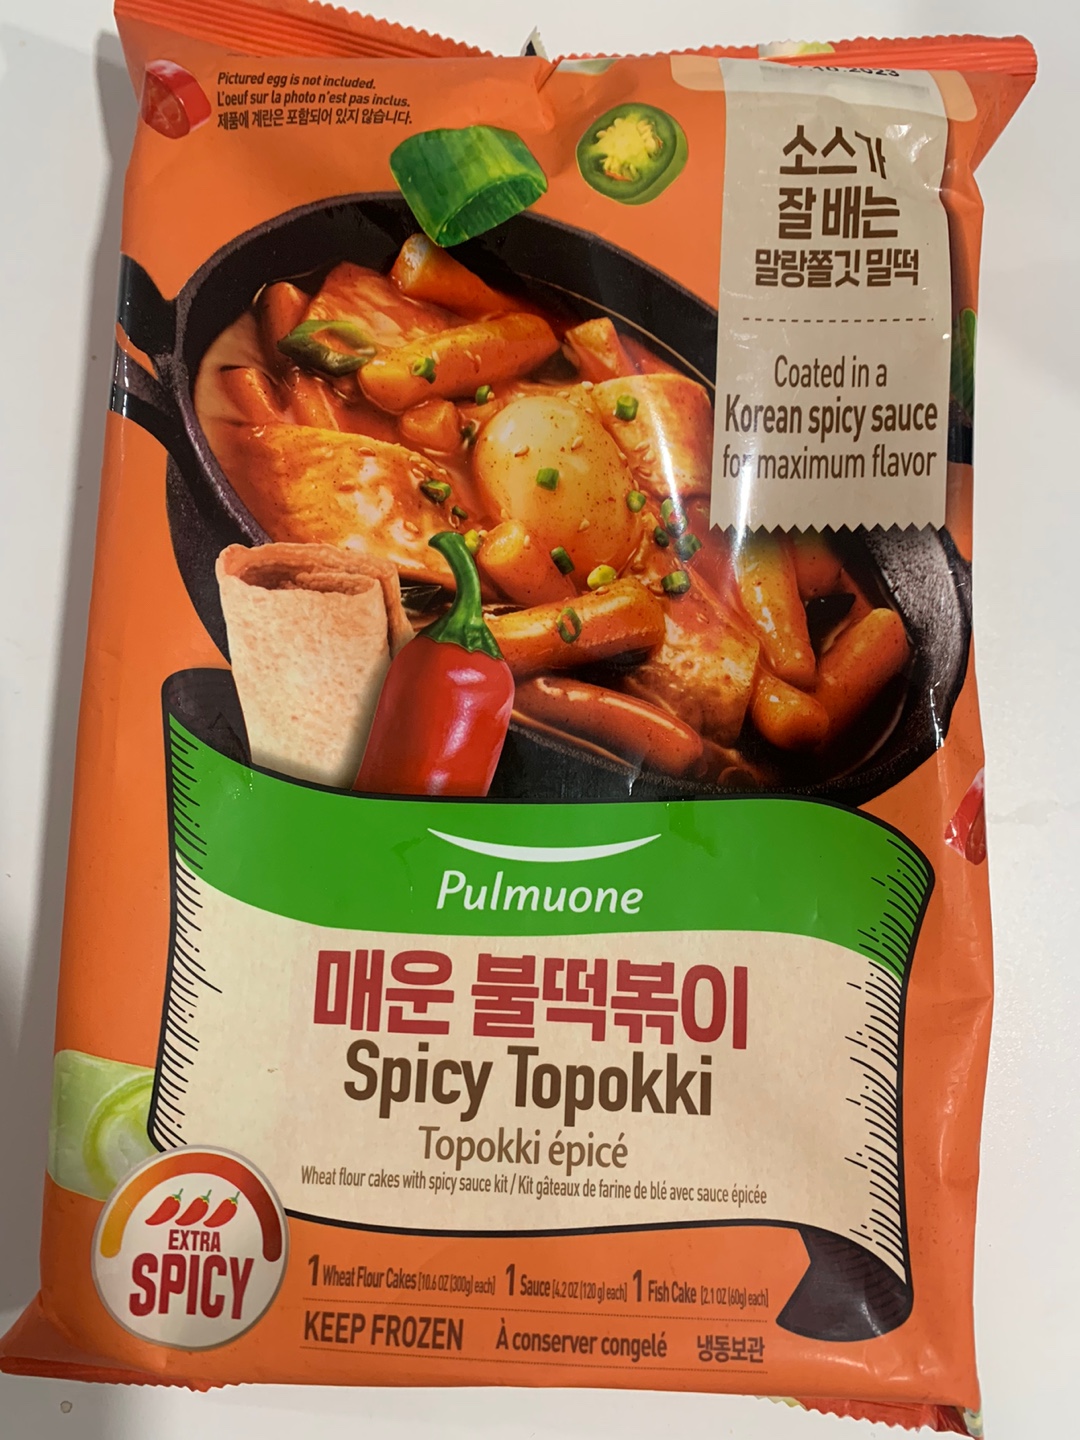 Pictured egg is not included.
L'oeuf sur la photo n'est pas inclus.
제품에 계란은 포함되어 있지 않습니다.
10.2023
소스가
잘 배는
말랑쫄깃 밀떡
Coated in a
Korean spicy sauce
for maximum flavor
Pulmuone
매운 불떡볶이
Spicy Topokki
Topokki épicé
Wheat flour cakes with spicy sauce kit / Kit gâteaux de farine de blé avec sauce épicée
EXTRA
SPICY
1 Wheat Flour Cakes (10.6 OZ (300g) each) 1 Sauce (4.2 OZ (120 g) each) 1 Fish Cake (2.1 OZ (60g) each)
KEEP FROZEN À conserver congelé 냉동보관